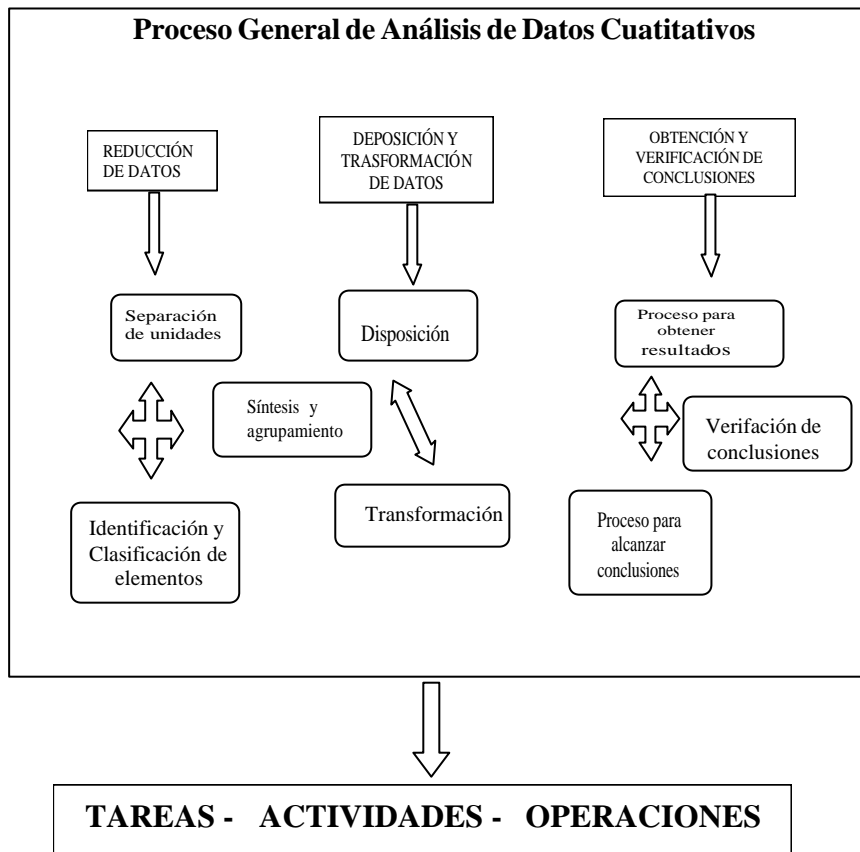 Proceso General de Análisis de Datos Cuatitativos
REDUCCIÓN
DE DATOS
DEPOSICIÓN Y
TRASFORMACIÓN
DE DATOS
OBTENCIÓN Y
VERIFICACIÓN DE
CONCLUSIONES
Separación
de unidades
Disposición
Proceso para
obtener
resultados
Síntesis y
agrupamiento
Verifación de
conclusiones
Identificación y
Clasificación de
elementos
Transformación
Proceso para
alcanzar
conclusiones
TAREAS - ACTIVIDADES - OPERACIONES